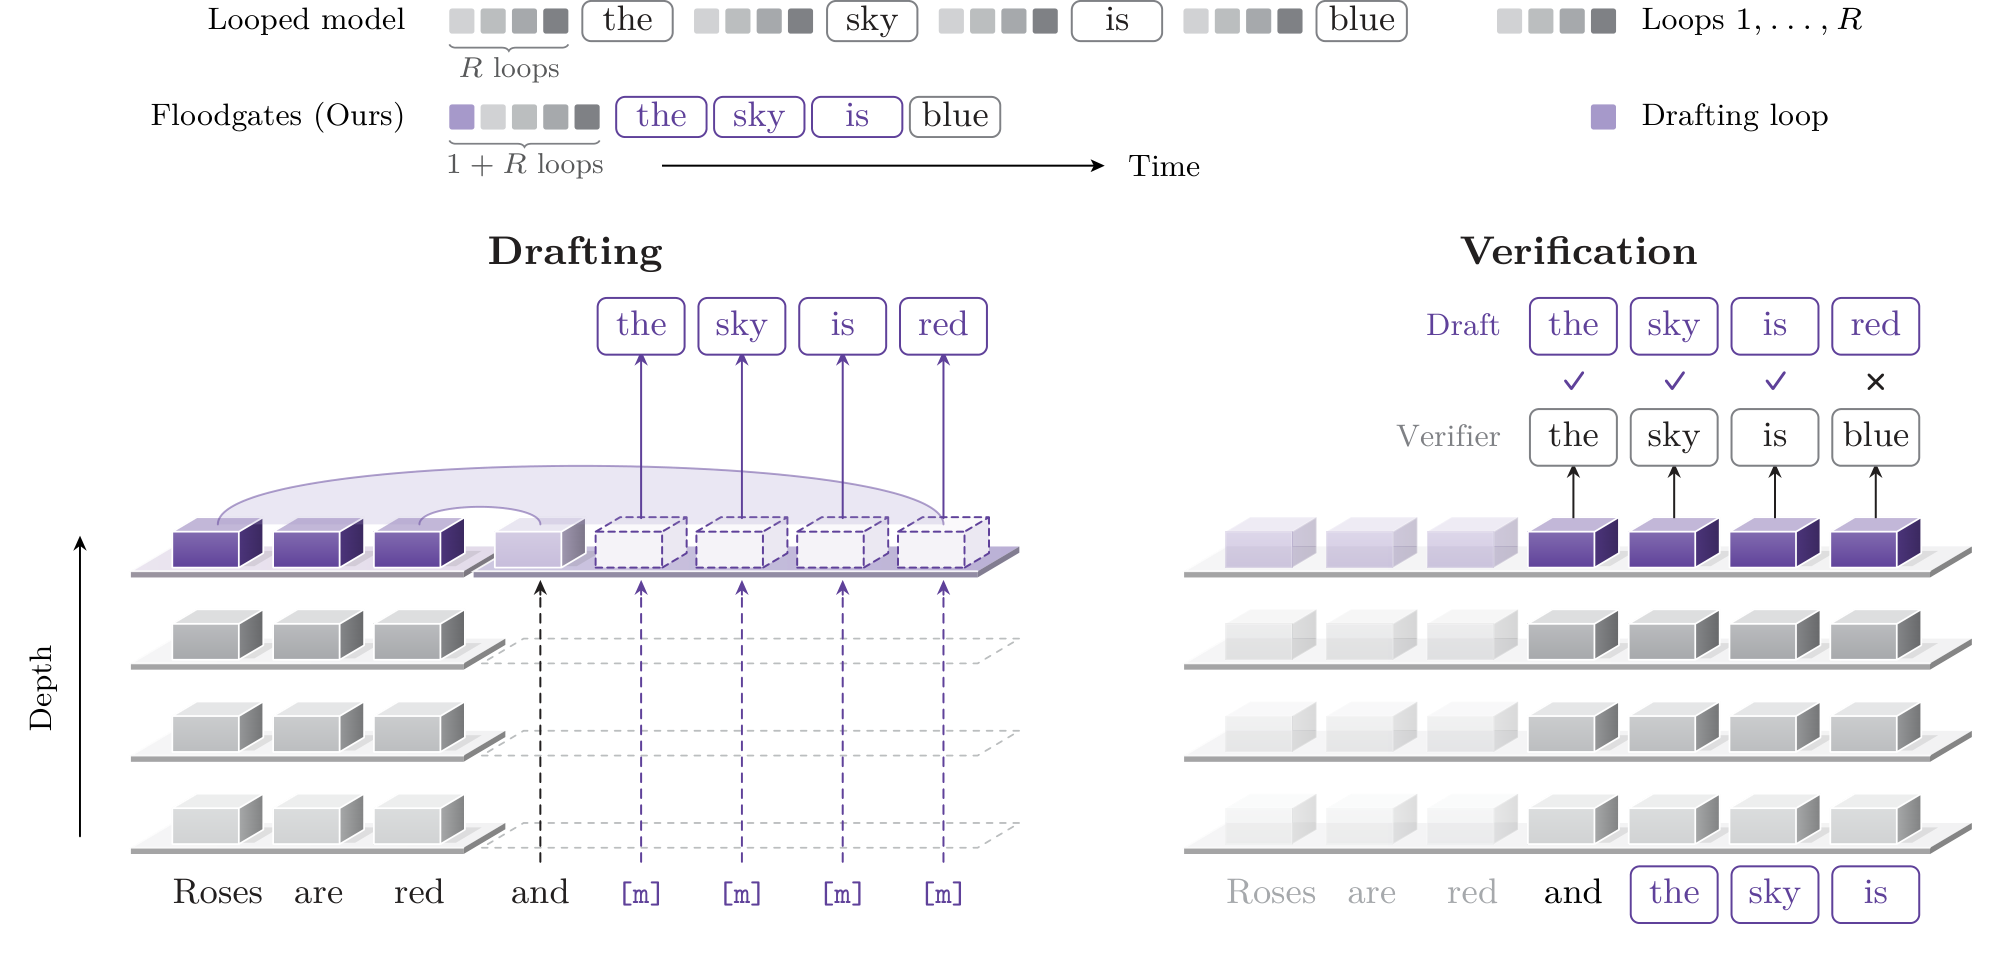 Looped model the sky is blue Loops 1, . . . , R
R loops
Floodgates (Ours) the sky is blue Drafting loop
1 + R loops Time
Drafting Verification
the sky is red Draft the sky is red
Verifier the sky is blue
Depth
Roses are red and [m] [m] [m] [m] Roses are red and the sky is